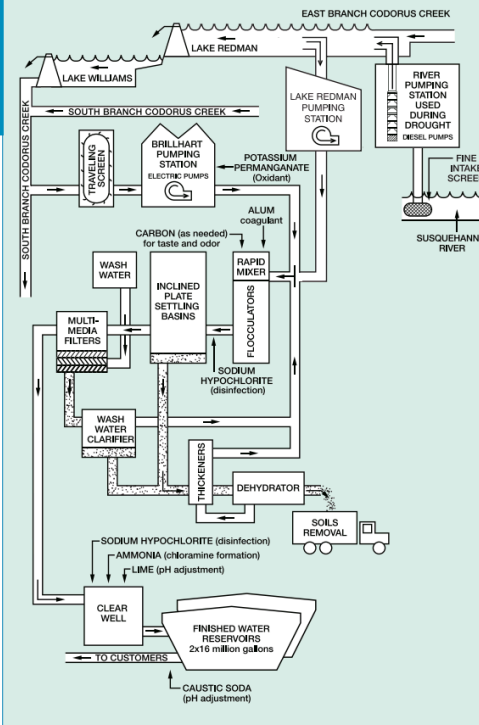 EAST BRANCH CODORUS CREEK
LAKE REDMAN
LAKE WILLIAMS
SOUTH BRANCH CODORUS CREEK
SOUTH BRANCH CODORUS CREEK
LAKE REDMAN
PUMPING
STATION
RIVER
PUMPING
STATION
USED
DURING
DROUGHT
DIESEL PUMPS
FINE
INTAKE
SUSQUEHANN
RIVER
TRAVELING
SCREEN
BRILLHART
PUMPING
STATION
ELECTRIC PUMPS
POTASSIUM
PERMANGANATE
(Oxidant)
ALUM
coagulant
CARBON (as needed)
for taste and odor
WASH
WATER
INCLINED
PLATE
SETTLING
BASINS
RAPID
MIXER
FLOCCULATORS
MULTI-
MEDIA
FILTERS
SODIUM
HYPOCHLORITE
(disinfection)
WASH
WATER
CLARIFIER
THICKENERS
DEHYDRATOR
SOILS
REMOVAL
SODIUM HYPOCHLORITE (disinfection)
AMMONIA (chloramine formation)
LIME (pH adjustment)
CLEAR
WELL
FINISHED WATER
RESERVOIRS
2x16 million gallons
TO CUSTOMERS
CAUSTIC SODA
(pH adjustment)